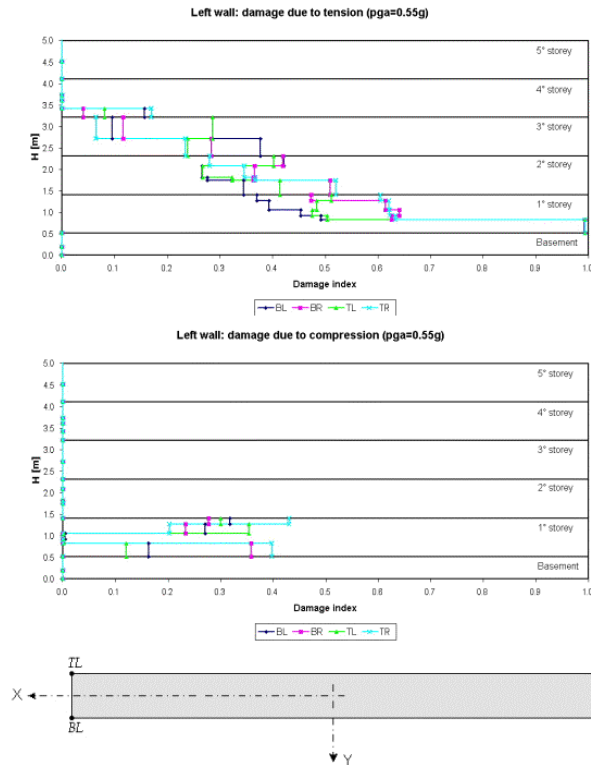 Left wall: damage due to tension (pga=0.55g)
5.0
4.5
4.0
3.5
3.0
2.5
2.0
1.5
1.0
0.5
0.0
H [m]
5° storey
4° storey
3° storey
2° storey
1° storey
Basement
0.0 0.1 0.2 0.3 0.4 0.5 0.6 0.7 0.8 0.9 1.0
Damage index
BL BR TL TR
Left wall: damage due to compression (pga=0.55g)
5.0
4.5
4.0
3.5
3.0
2.5
2.0
1.5
1.0
0.5
0.0
H [m]
5° storey
4° storey
3° storey
2° storey
1° storey
Basement
0.0 0.1 0.2 0.3 0.4 0.5 0.6 0.7 0.8 0.9 1.0
Damage index
BL BR TL TR
TL
X
BL
Y